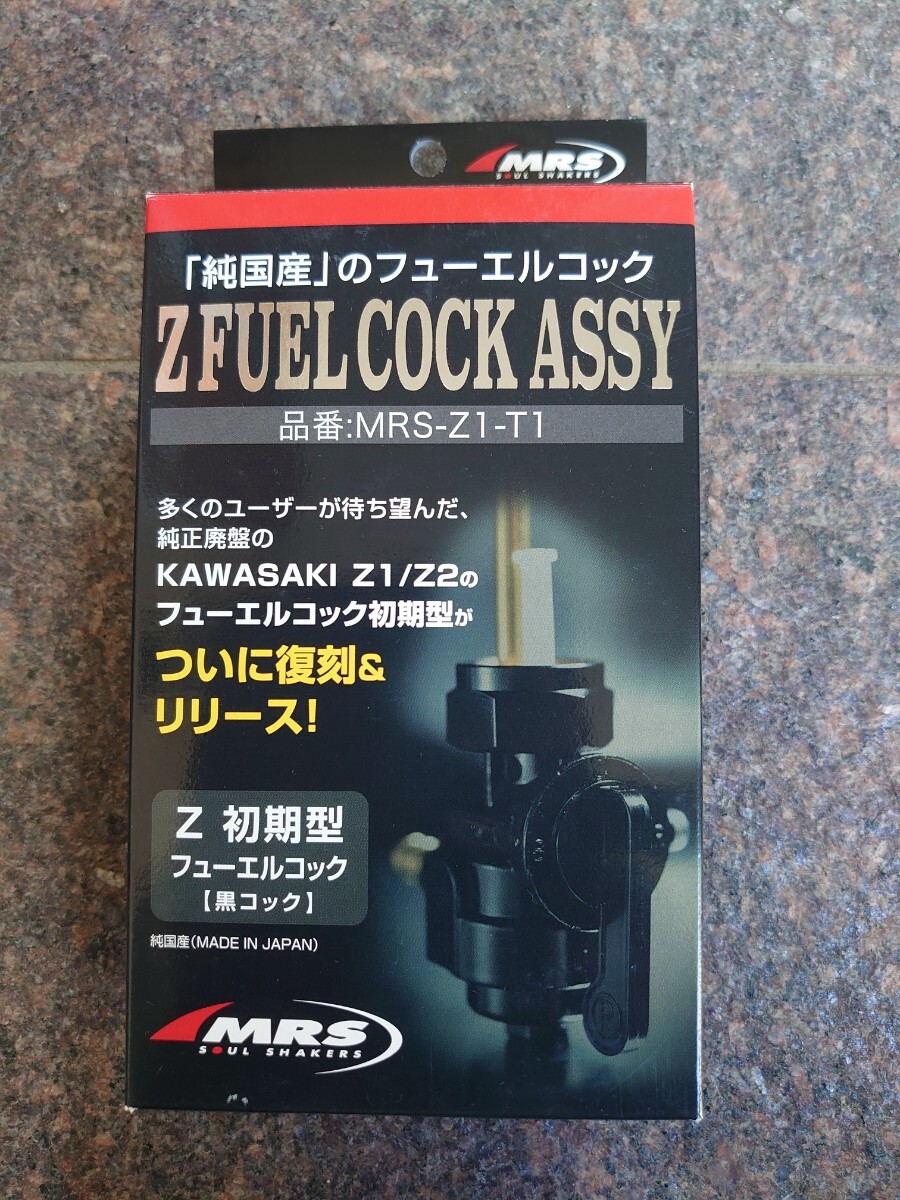 MRS
SOUL SHAKERS
「純国産」のフューエルコック
Z FUEL COCK ASSY
品番:MRS-Z1-T1
多くのユーザーが待ち望んだ、
純正廃盤の
KAWASAKI Z1/Z2の
フューエルコック初期型が
ついに復刻&
リリース!
Z 初期型
フューエルコック
【黒コック】
純国産(MADE IN JAPAN)
MRS
SOUL SHAKERS